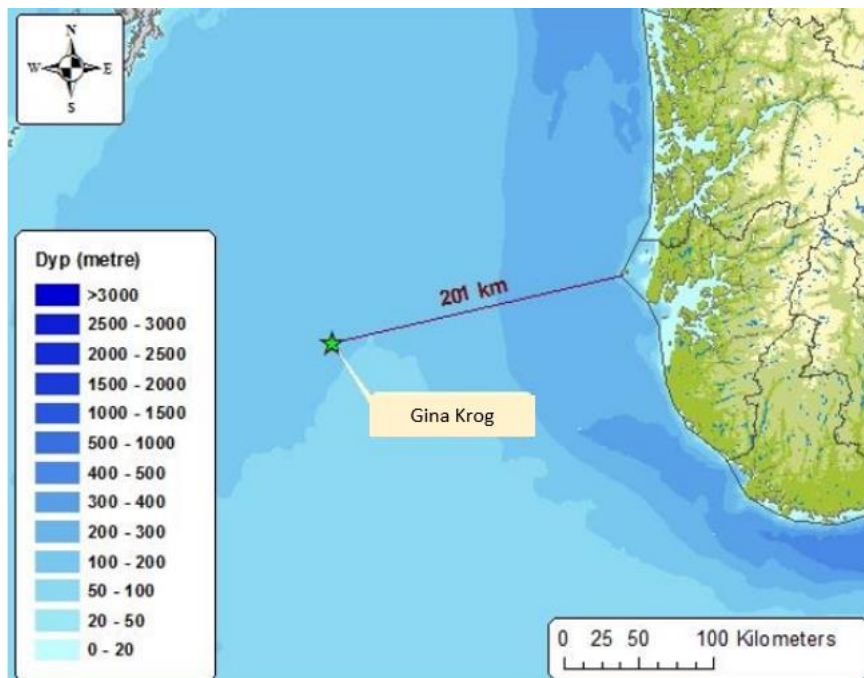 N
W E
S
201 km
Gina Krog
Dyp (metre)
>3000
2500 - 3000
2000 - 2500
1500 - 2000
1000 - 1500
500 - 1000
400 - 500
300 - 400
200 - 300
100 - 200
50 - 100
20 - 50
0 - 20
0 25 50 100 Kilometers